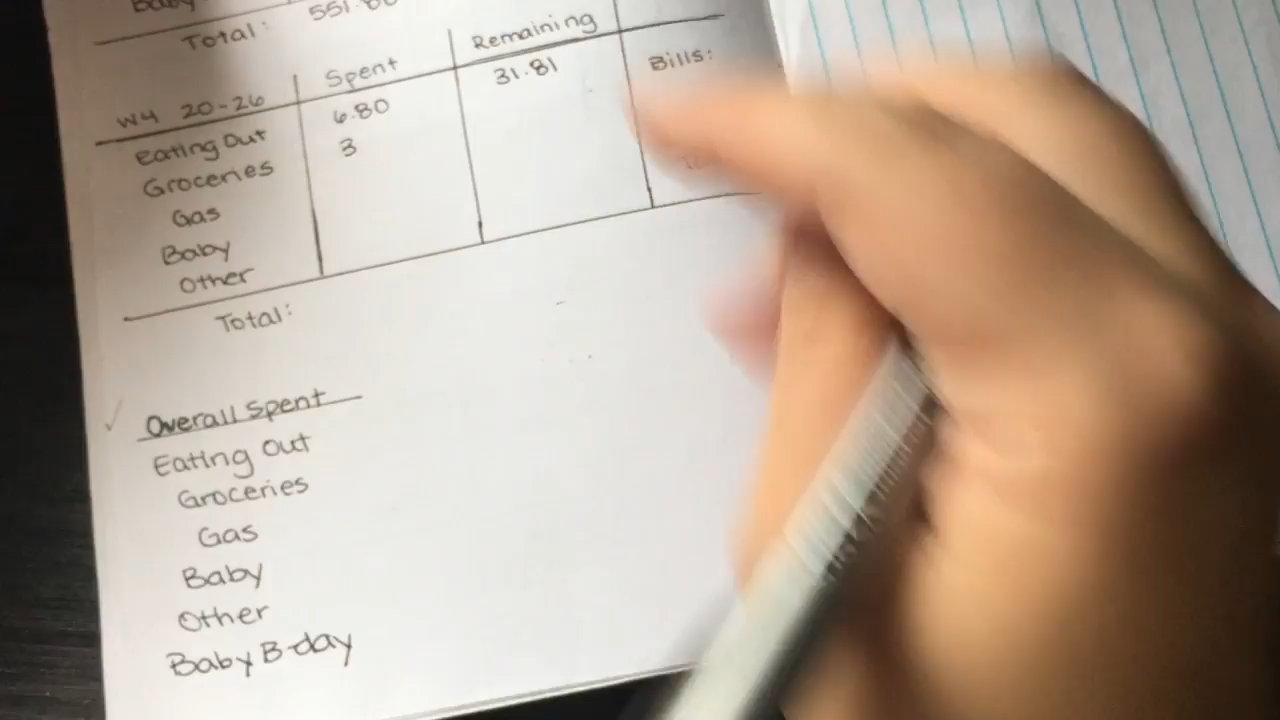 Baby
Total: 551.80
W4 20-26 Spent Remaining Bills:
Eating Out 6.80 31.81
Groceries 3
Gas
Baby
Other
Total:
Overall Spent
Eating Out
Groceries
Gas
Baby
Other
Baby B-day